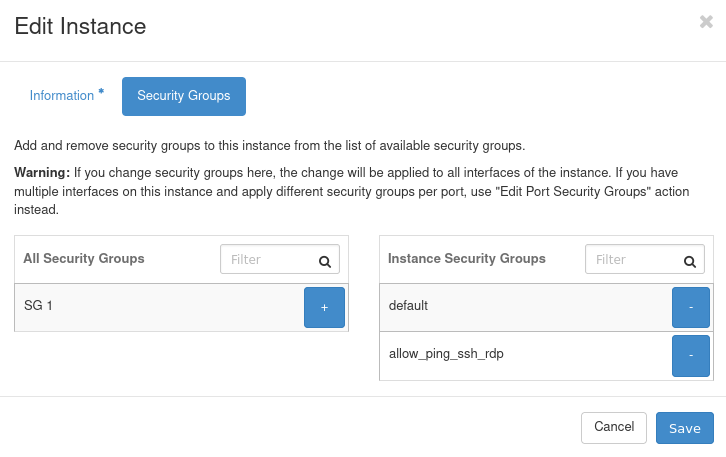 Edit Instance ×
Information * Security Groups
Add and remove security groups to this instance from the list of available security groups.
Warning: If you change security groups here, the change will be applied to all interfaces of the instance. If you have
multiple interfaces on this instance and apply different security groups per port, use "Edit Port Security Groups" action
instead.
All Security Groups Filter
SG 1 +
Instance Security Groups Filter
default -
allow_ping_ssh_rdp -
Cancel Save